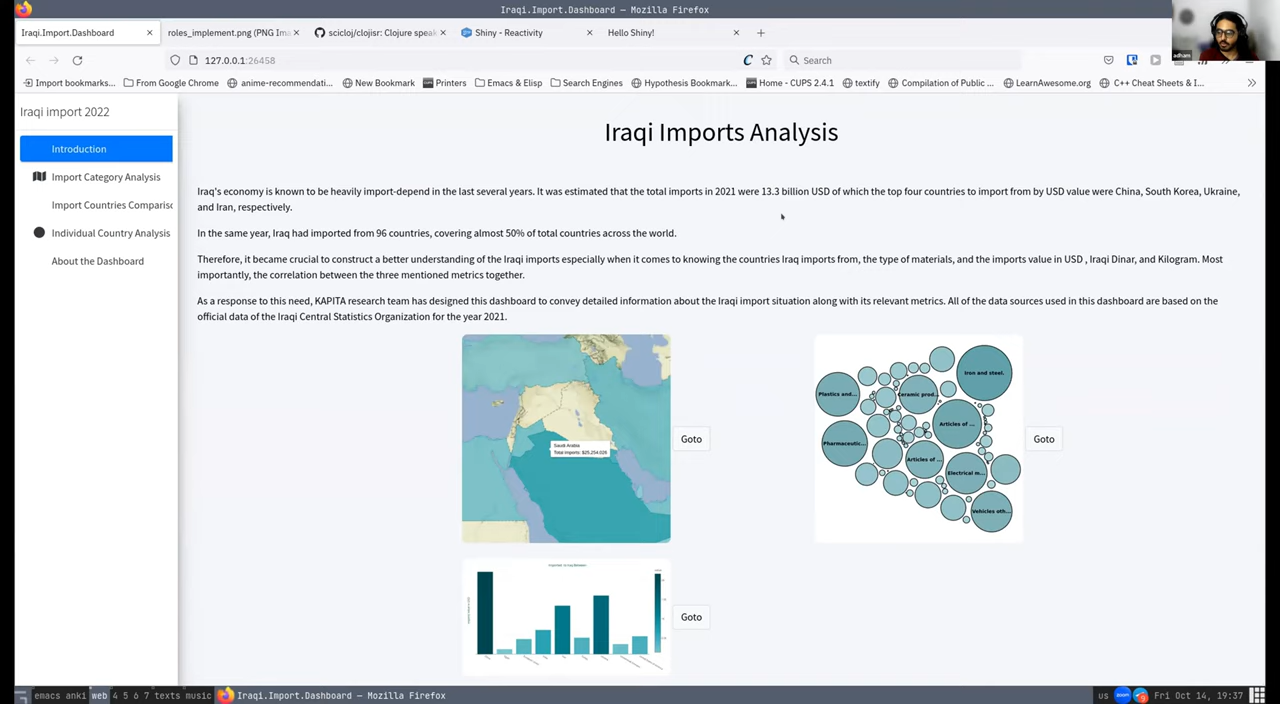 Iraqi.Import.Dashboard — Mozilla Firefox
Iraqi.Import.Dashboard
roles_implement.png (PNG Ima
scicloj/clojisr: Clojure speak
Shiny - Reactivity
Hello Shiny!
adham
127.0.0.1:26458
Search
Import bookmarks...
From Google Chrome
anime-recommendati...
New Bookmark
Printers
Emacs & Elisp
Search Engines
Hypothesis Bookmark...
Home - CUPS 2.4.1
textify
Compilation of Public ...
LearnAwesome.org
C++ Cheat Sheets & I...
Iraqi import 2022
Introduction
Import Category Analysis
Import Countries Compariso
Individual Country Analysis
About the Dashboard
Iraqi Imports Analysis
Iraq's economy is known to be heavily import-depend in the last several years. It was estimated that the total imports in 2021 were 13.3 billion USD of which the top four countries to import from by USD value were China, South Korea, Ukraine,
and Iran, respectively.
In the same year, Iraq had imported from 96 countries, covering almost 50% of total countries across the world.
Therefore, it became crucial to construct a better understanding of the Iraqi imports especially when it comes to knowing the countries Iraq imports from, the type of materials, and the imports value in USD , Iraqi Dinar, and Kilogram. Most
importantly, the correlation between the three mentioned metrics together.
As a response to this need, KAPITA research team has designed this dashboard to convey detailed information about the Iraqi import situation along with its relevant metrics. All of the data sources used in this dashboard are based on the
official data of the Iraqi Central Statistics Organization for the year 2021.
Saudi Arabia
Total Imports: $25,254,026
Goto
Iron and steel.
Plastics and...
Ceramic prod...
Articles of ...
Pharmaceutic...
Articles of ...
Electrical m...
Vehicles oth...
Goto
Goto
emacs anki web 4 5 6 7 texts music
Iraqi.Import.Dashboard — Mozilla Firefox
us
zoom
Fri Oct 14, 19:37